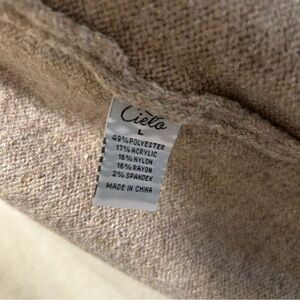 Cielo
L
49% POLYESTER
17% ACRYLIC
16% NYLON
16% RAYON
2% SPANDEX
MADE IN CHINA